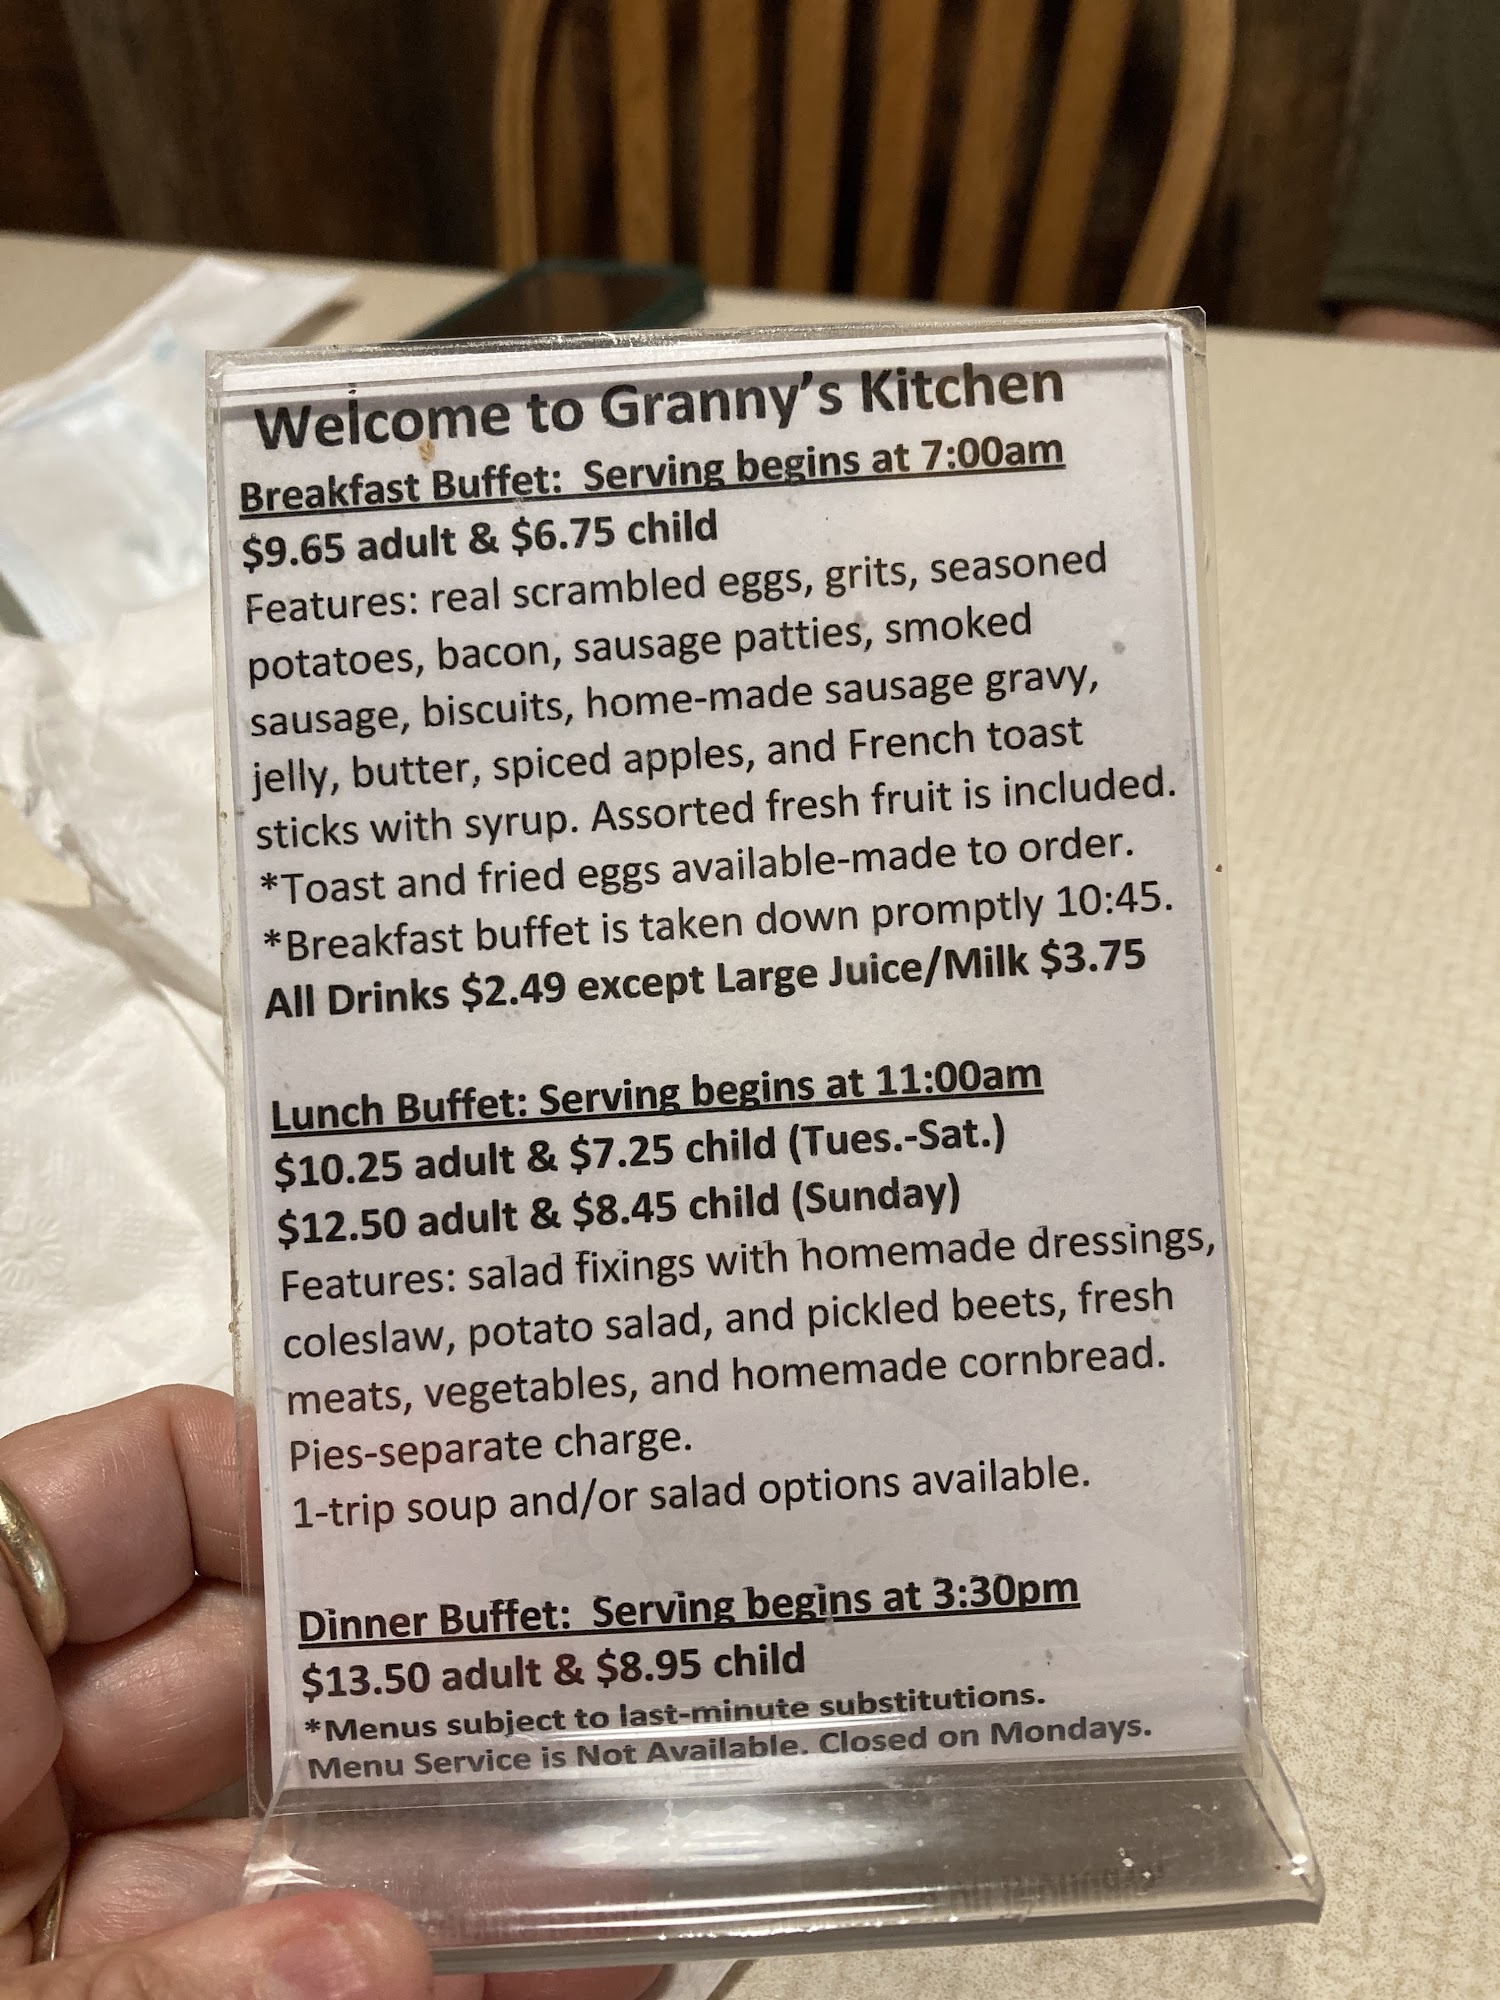 Welcome to Granny's Kitchen
Breakfast Buffet: Serving begins at 7:00am
$9.65 adult & $6.75 child
Features: real scrambled eggs, grits, seasoned
potatoes, bacon, sausage patties, smoked
sausage, biscuits, home-made sausage gravy,
jelly, butter, spiced apples, and French toast
sticks with syrup. Assorted fresh fruit is included.
*Toast and fried eggs available-made to order.
*Breakfast buffet is taken down promptly 10:45.
All Drinks $2.49 except Large Juice/Milk $3.75
Lunch Buffet: Serving begins at 11:00am
$10.25 adult & $7.25 child (Tues.-Sat.)
$12.50 adult & $8.45 child (Sunday)
Features: salad fixings with homemade dressings,
coleslaw, potato salad, and pickled beets, fresh
meats, vegetables, and homemade cornbread.
Pies-separate charge.
1-trip soup and/or salad options available.
Dinner Buffet: Serving begins at 3:30pm
$13.50 adult & $8.95 child
*Menus subject to last-minute substitutions.
Menu Service is Not Available. Closed on Mondays.